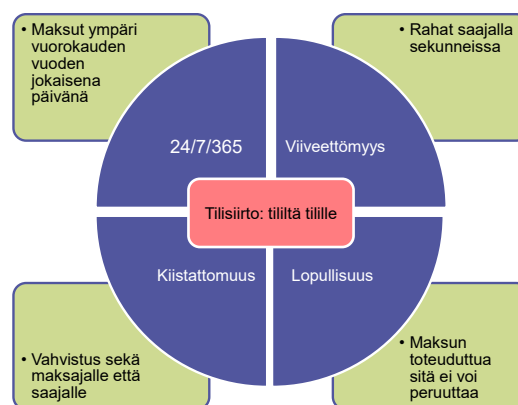 • Maksut ympäri
vuorokauden
vuoden
jokaisena
päivänä
• Rahat saajalla
sekunneissa
24/7/365
Viiveettömyys
Tilisiirto: tililtä tilille
Kiistattomuus
Lopullisuus
• Vahvistus sekä
maksajalle että
saajalle
• Maksun
toteuduttua
sitä ei voi
peruuttaa